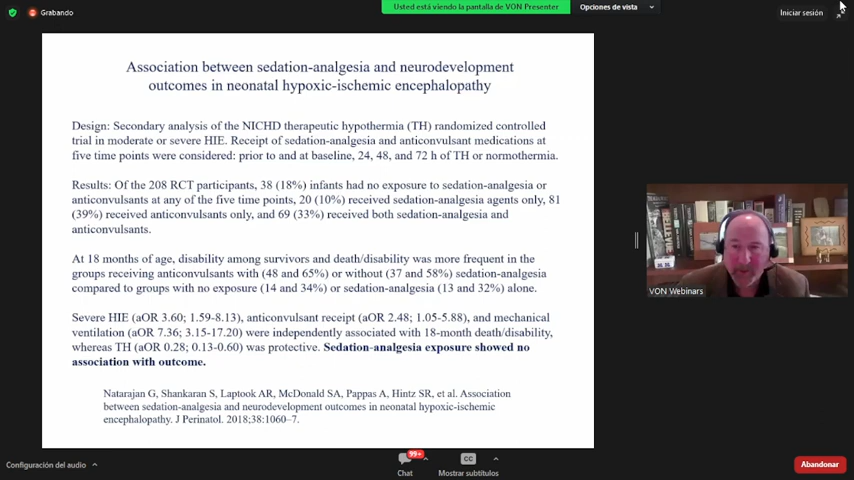 Grabando
Usted está viendo la pantalla de VON Presenter
Opciones de vista
Iniciar sesión
Association between sedation-analgesia and neurodevelopment
outcomes in neonatal hypoxic-ischemic encephalopathy
Design: Secondary analysis of the NICHD therapeutic hypothermia (TH) randomized controlled
trial in moderate or severe HIE. Receipt of sedation-analgesia and anticonvulsant medications at
five time points were considered: prior to and at baseline, 24, 48, and 72 h of TH or normothermia.
Results: Of the 208 RCT participants, 38 (18%) infants had no exposure to sedation-analgesia or
anticonvulsants at any of the five time points, 20 (10%) received sedation-analgesia agents only, 81
(39%) received anticonvulsants only, and 69 (33%) received both sedation-analgesia and
anticonvulsants.
At 18 months of age, disability among survivors and death/disability was more frequent in the
groups receiving anticonvulsants with (48 and 65%) or without (37 and 58%) sedation-analgesia
compared to groups with no exposure (14 and 34%) or sedation-analgesia (13 and 32%) alone.
Severe HIE (aOR 3.60; 1.59-8.13), anticonvulsant receipt (aOR 2.48; 1.05-5.88), and mechanical
ventilation (aOR 7.36; 3.15-17.20) were independently associated with 18-month death/disability,
whereas TH (aOR 0.28; 0.13-0.60) was protective. Sedation-analgesia exposure showed no
association with outcome.
Natarajan G, Shankaran S, Laptook AR, McDonald SA, Pappas A, Hintz SR, et al. Association
between sedation-analgesia and neurodevelopment outcomes in neonatal hypoxic-ischemic
encephalopathy. J Perinatol. 2018;38:1060–7.
VON Webinars
Configuración del audio
99+
Chat
CC
Mostrar subtítulos
Abandonar